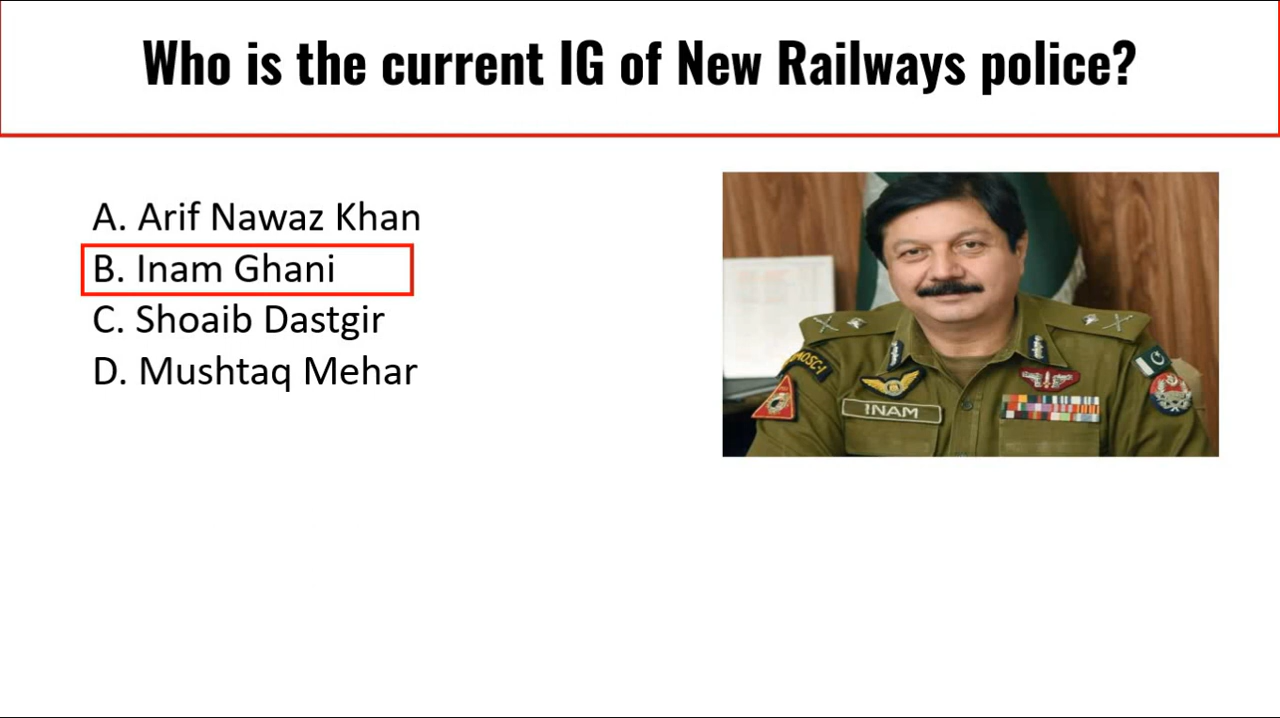 Who is the current IG of New Railways police?
A. Arif Nawaz Khan
B. Inam Ghani
C. Shoaib Dastgir
D. Mushtaq Mehar
INAM